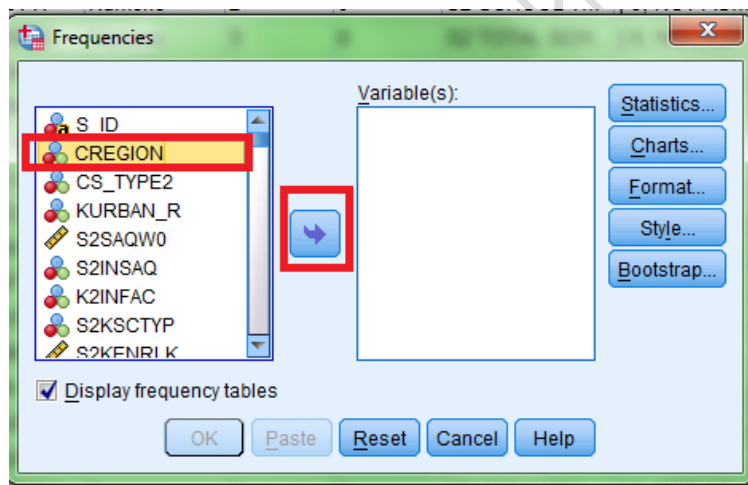 Frequencies
Variable(s):
S_ID
CREGION
CS_TYPE2
KURBAN_R
S2SAQW0
S2INSAQ
K2INFAC
S2KSCTYP
S2KENRLK
Statistics...
Charts...
Format...
Style...
Bootstrap...
Display frequency tables
OK Paste Reset Cancel Help